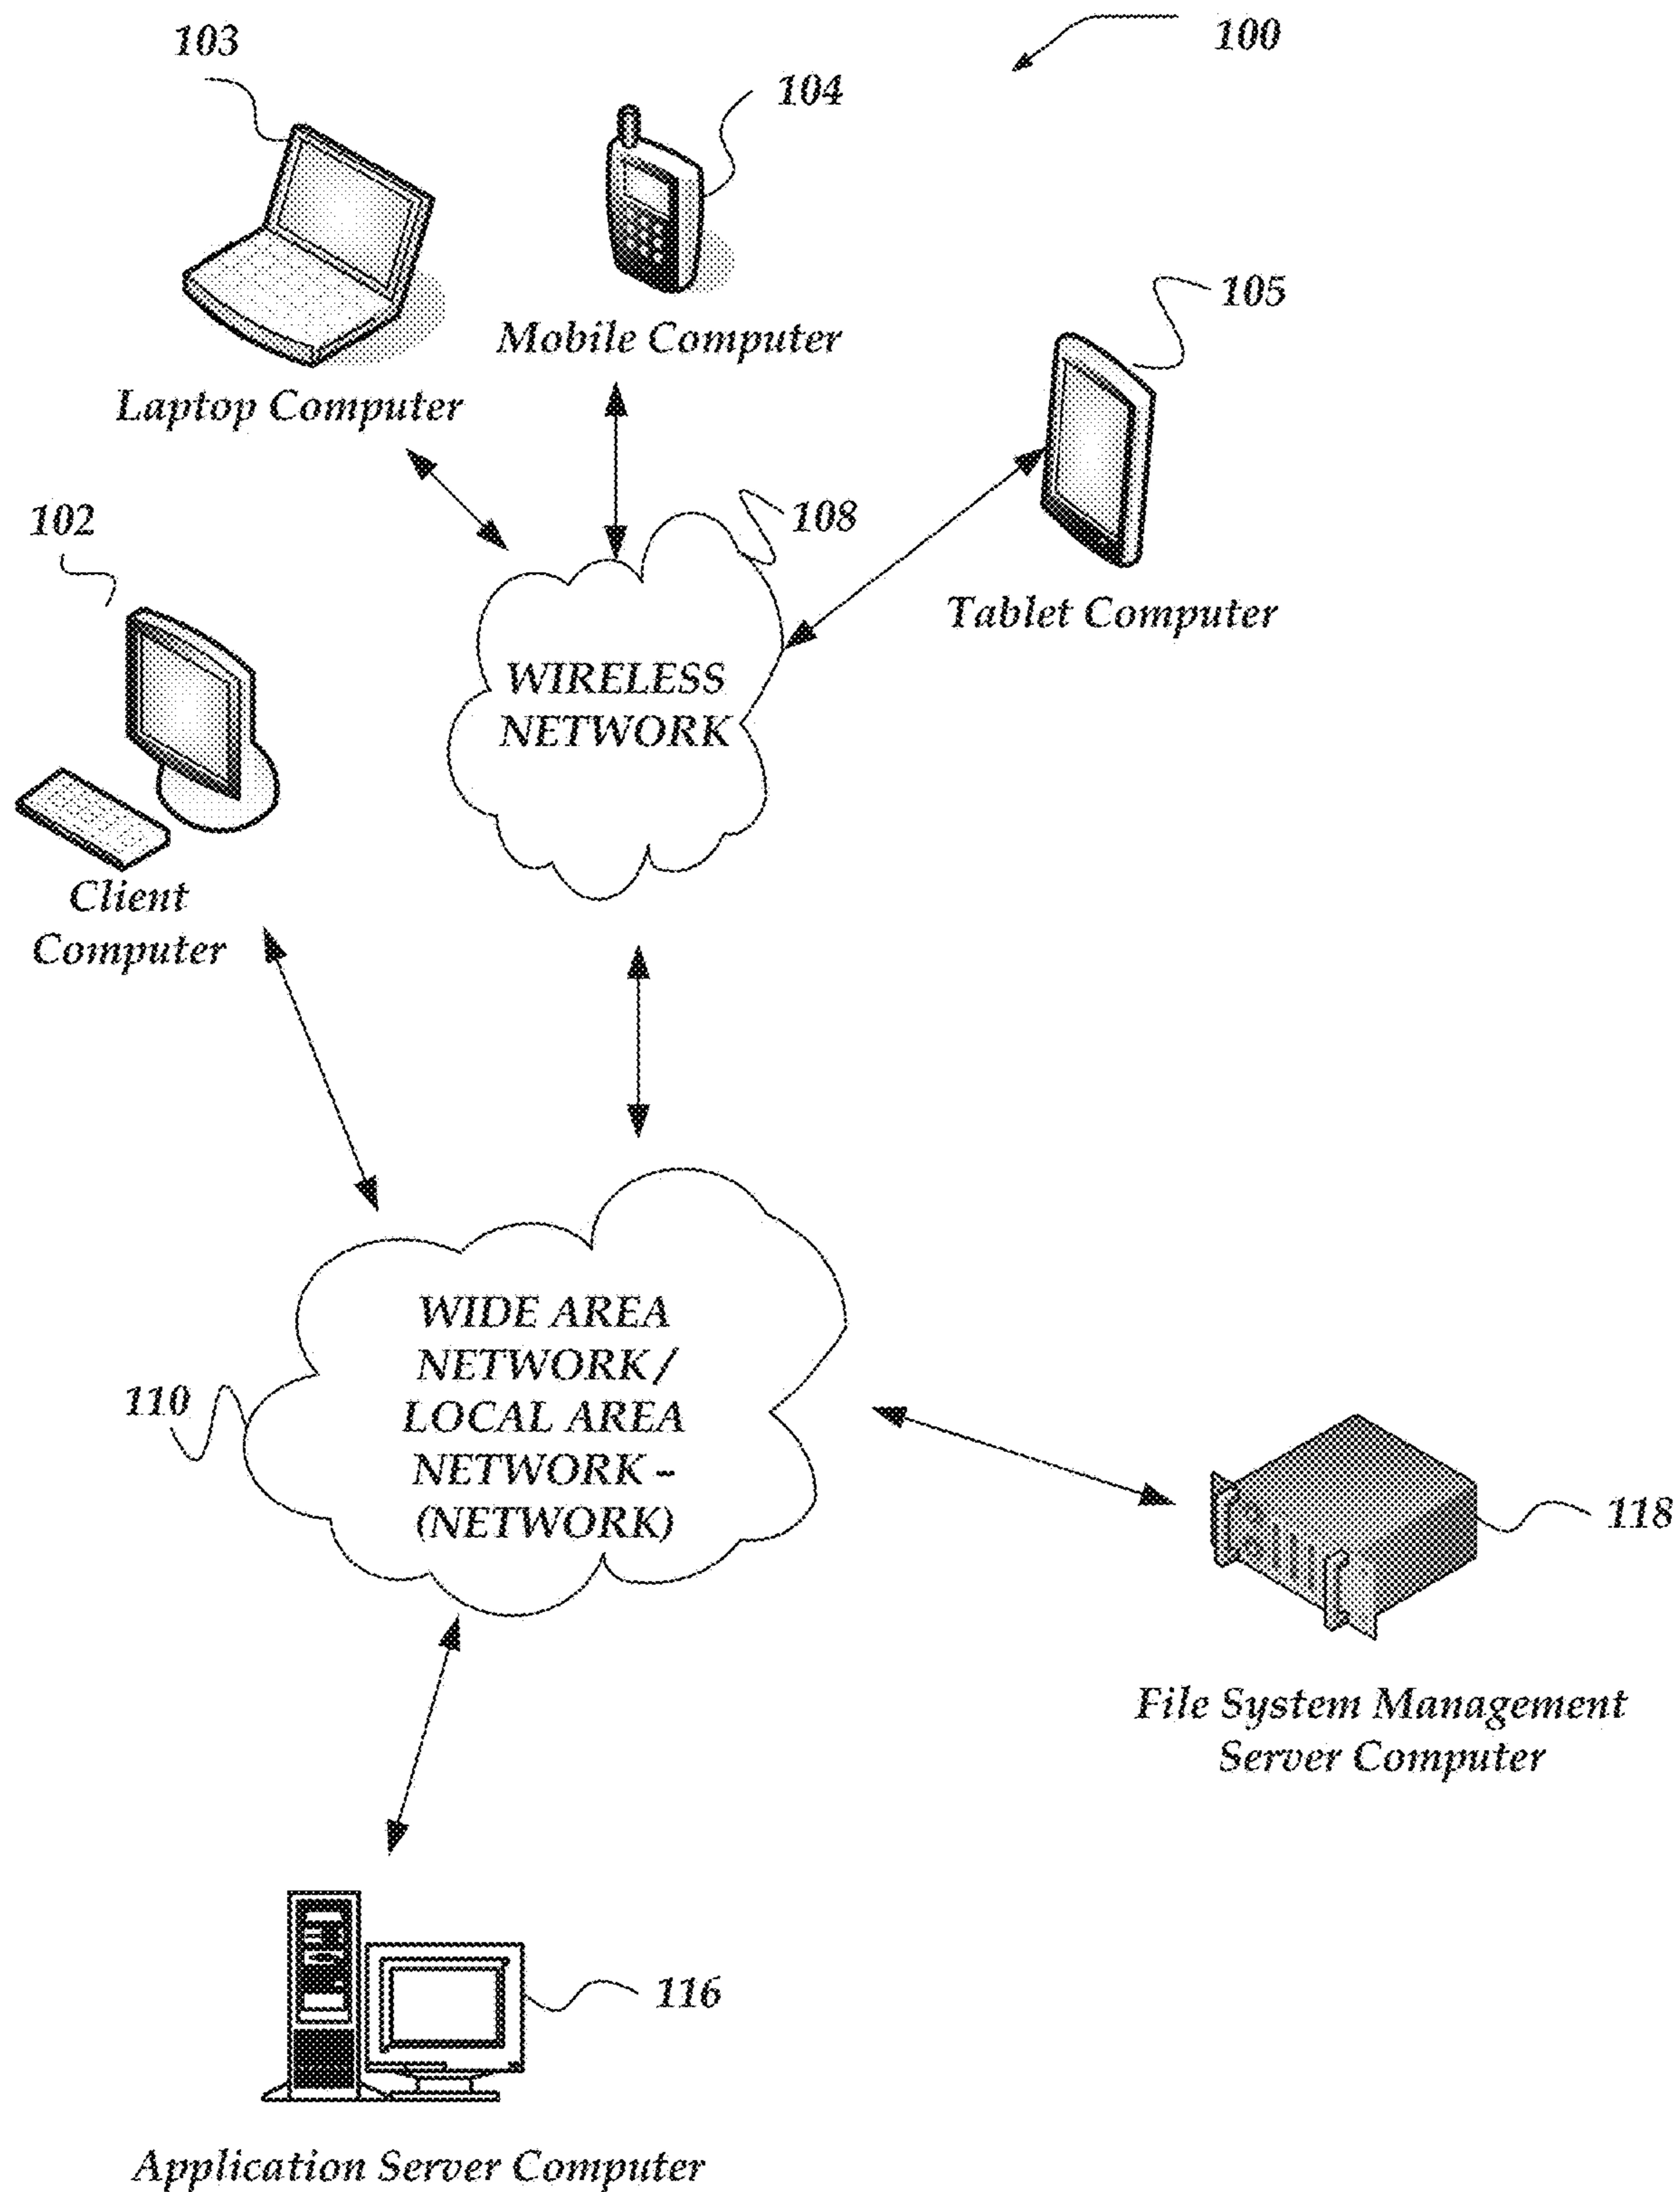 100
103
104
Mobile Computer
105
Laptop Computer
102
108
Tablet Computer
WIRELESS
NETWORK
Client
Computer
WIDE AREA
NETWORK /
LOCAL AREA
NETWORK –
(NETWORK)
110
118
File System Management
Server Computer
116
Application Server Computer